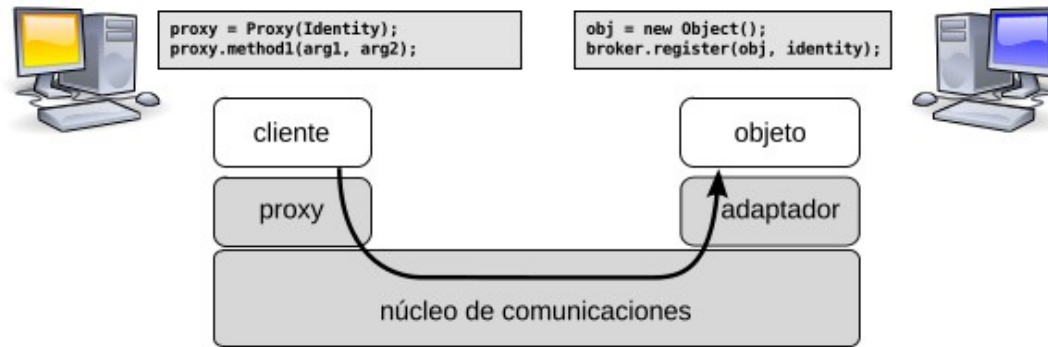 proxy = Proxy(Identity);
proxy.method1(arg1, arg2);
obj = new Object();
broker.register(obj, identity);
cliente
objeto
proxy
adaptador
núcleo de comunicaciones